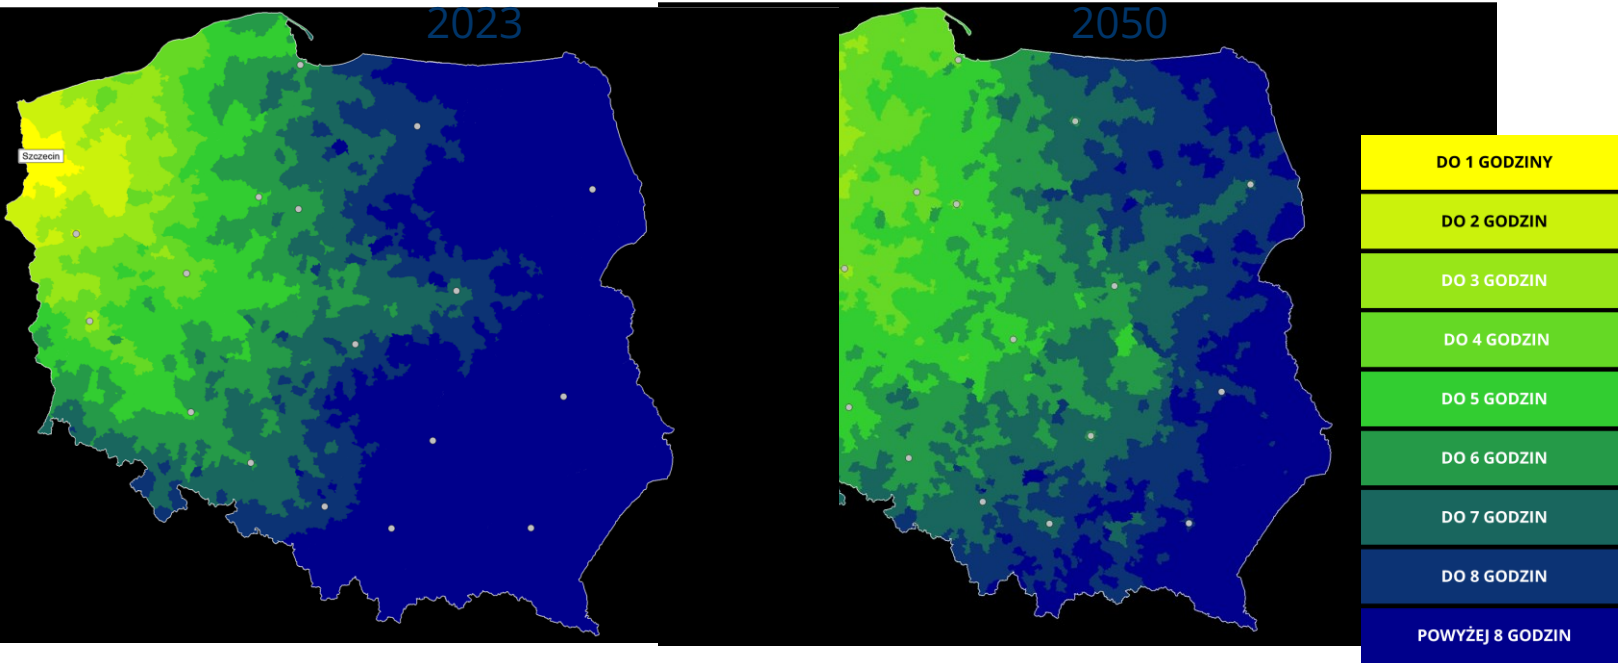 2023
2050
Szczecin
DO 1 GODZINY
DO 2 GODZIN
DO 3 GODZIN
DO 4 GODZIN
DO 5 GODZIN
DO 6 GODZIN
DO 7 GODZIN
DO 8 GODZIN
POWYŻEJ 8 GODZIN